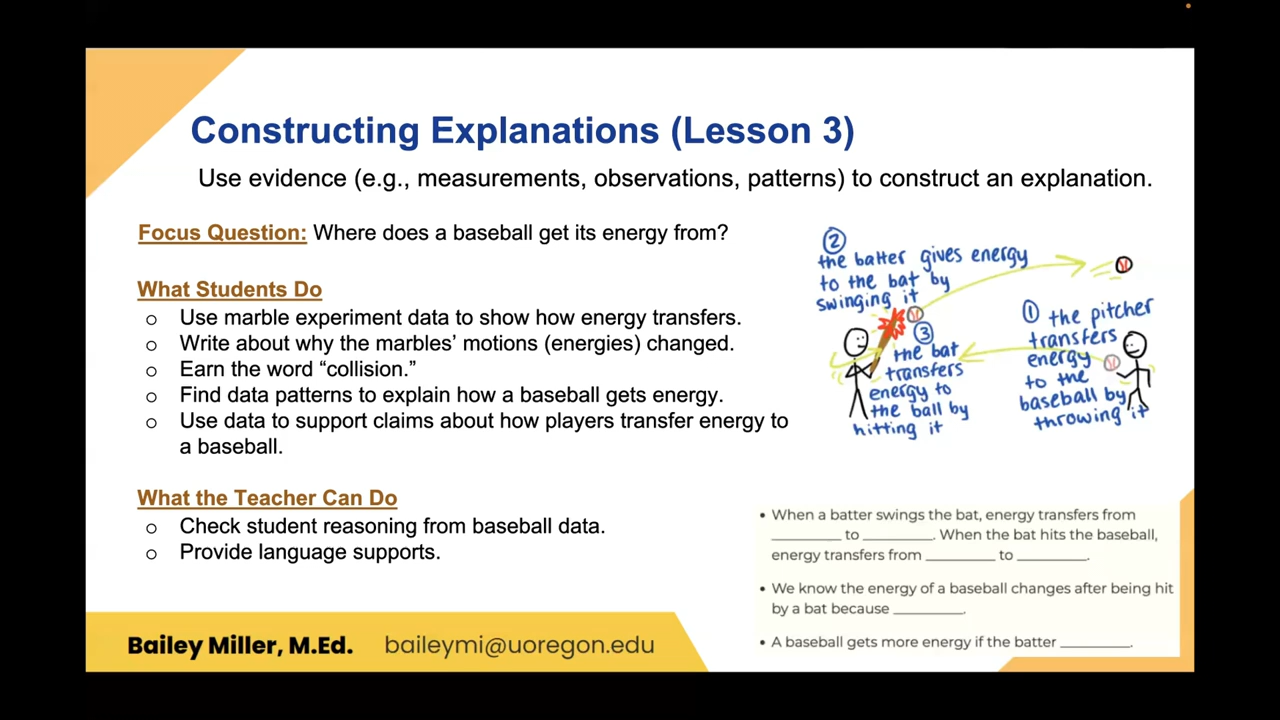 Constructing Explanations (Lesson 3)
Use evidence (e.g., measurements, observations, patterns) to construct an explanation.
Focus Question: Where does a baseball get its energy from?
What Students Do
o Use marble experiment data to show how energy transfers.
o Write about why the marbles’ motions (energies) changed.
o Earn the word “collision.”
o Find data patterns to explain how a baseball gets energy.
o Use data to support claims about how players transfer energy to
a baseball.
What the Teacher Can Do
o Check student reasoning from baseball data.
o Provide language supports.
② the batter gives energy
to the bat by
swinging it
① the pitcher
transfers
energy
to the
baseball by
throwing it
③
the bat
transfers
energy to
the ball by
hitting it
• When a batter swings the bat, energy transfers from
__________ to __________. When the bat hits the baseball,
energy transfers from __________ to __________.
• We know the energy of a baseball changes after being hit
by a bat because __________.
• A baseball gets more energy if the batter __________.
Bailey Miller, M.Ed. baileymi@uoregon.edu